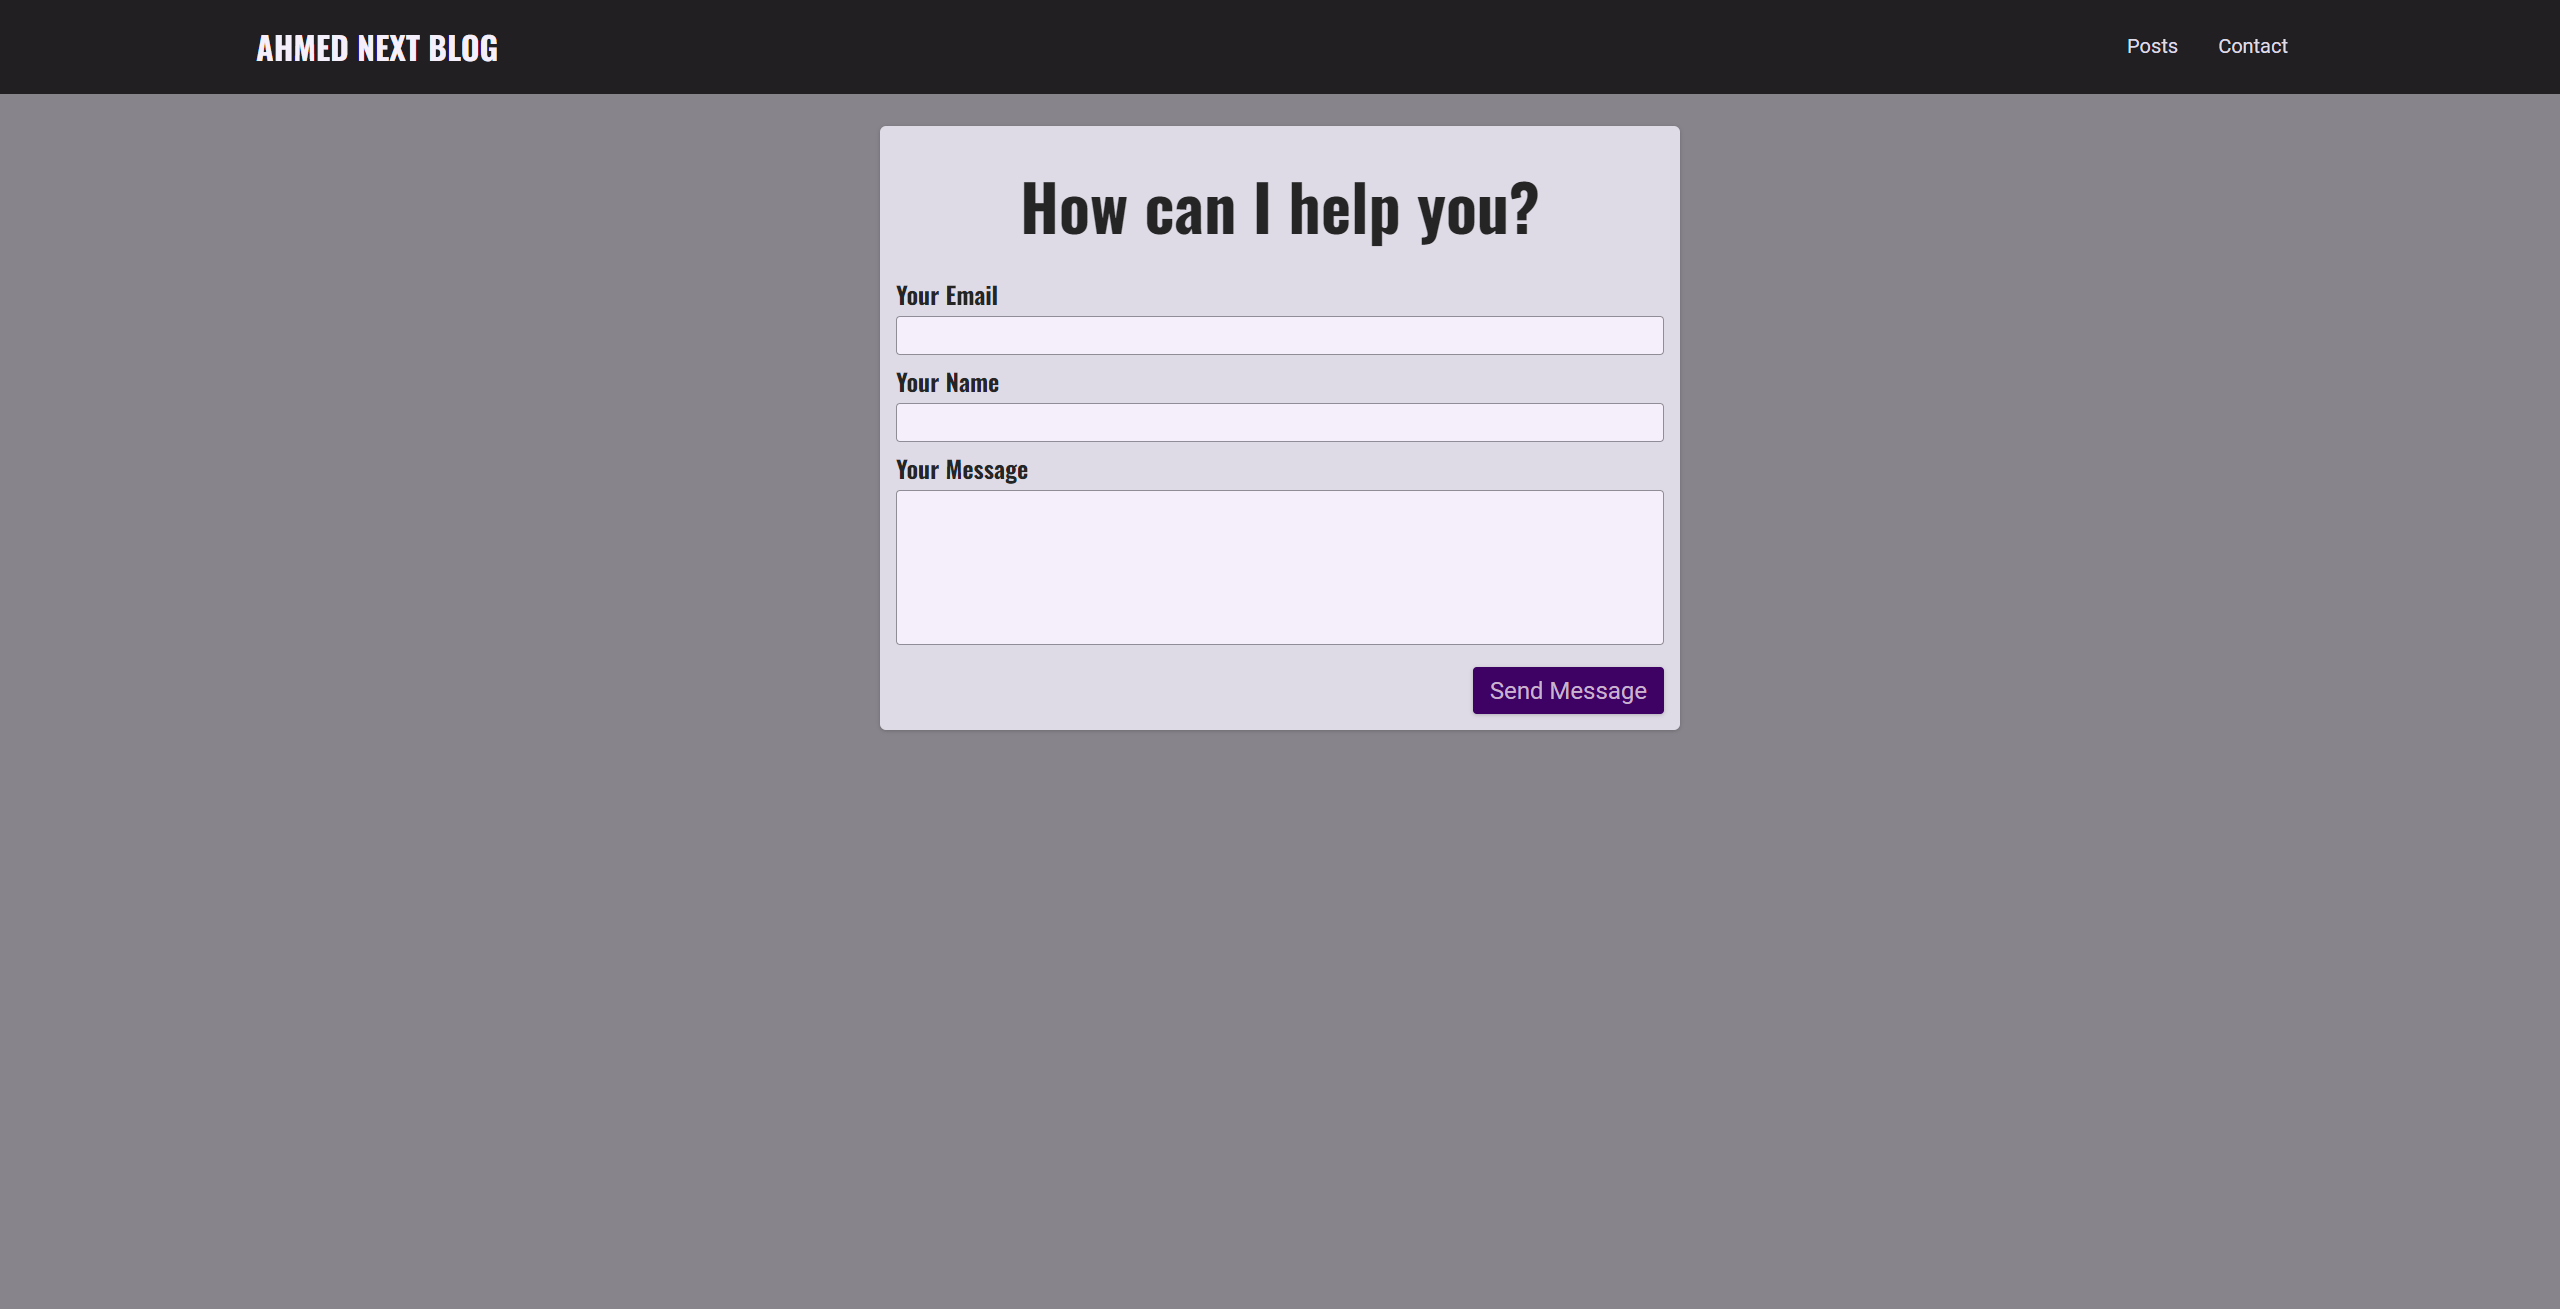 AHMED NEXT BLOG
Posts
Contact
How can I help you?
Your Email
Your Name
Your Message
Send Message